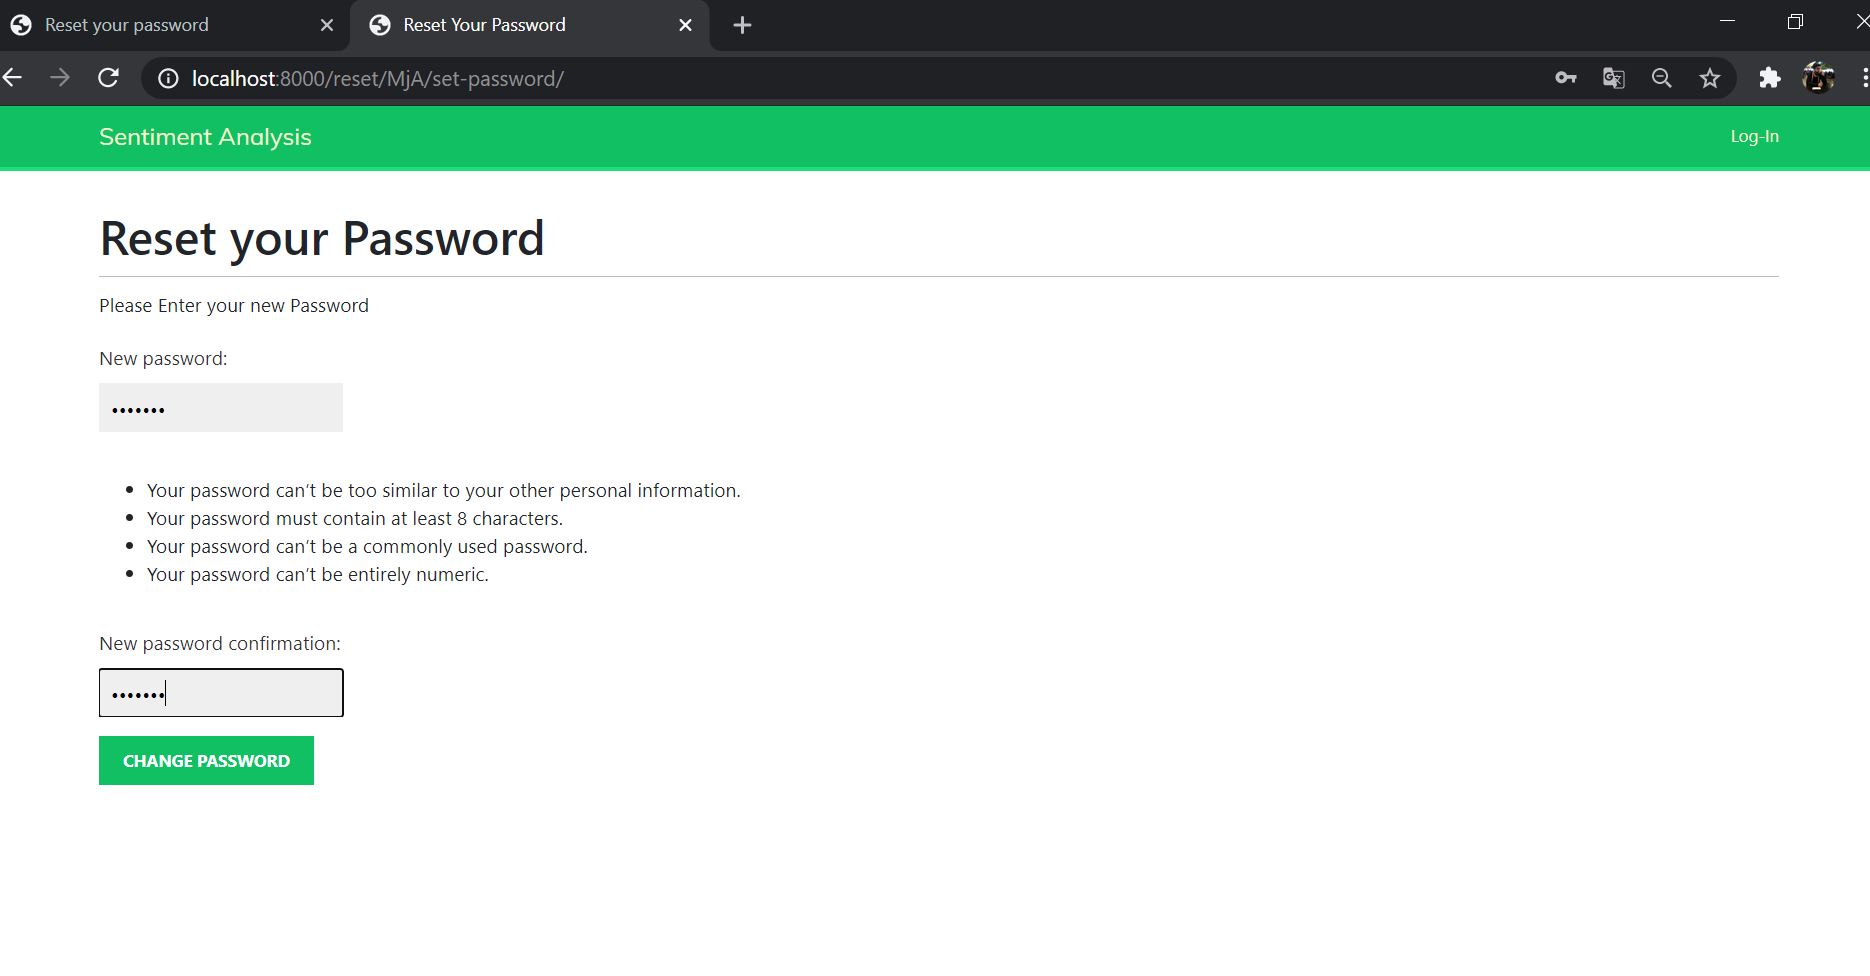 Reset your password
Reset Your Password
localhost:8000/reset/MjA/set-password/
Sentiment Analysis
Log-In
Reset your Password
Please Enter your new Password
New password:
•••••••
• Your password can't be too similar to your other personal information.
• Your password must contain at least 8 characters.
• Your password can't be a commonly used password.
• Your password can't be entirely numeric.
New password confirmation:
•••••••
CHANGE PASSWORD